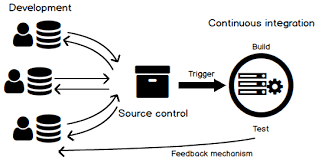 Development
Continuous integration
Build
Trigger
Source control
Test
Feedback mechanism